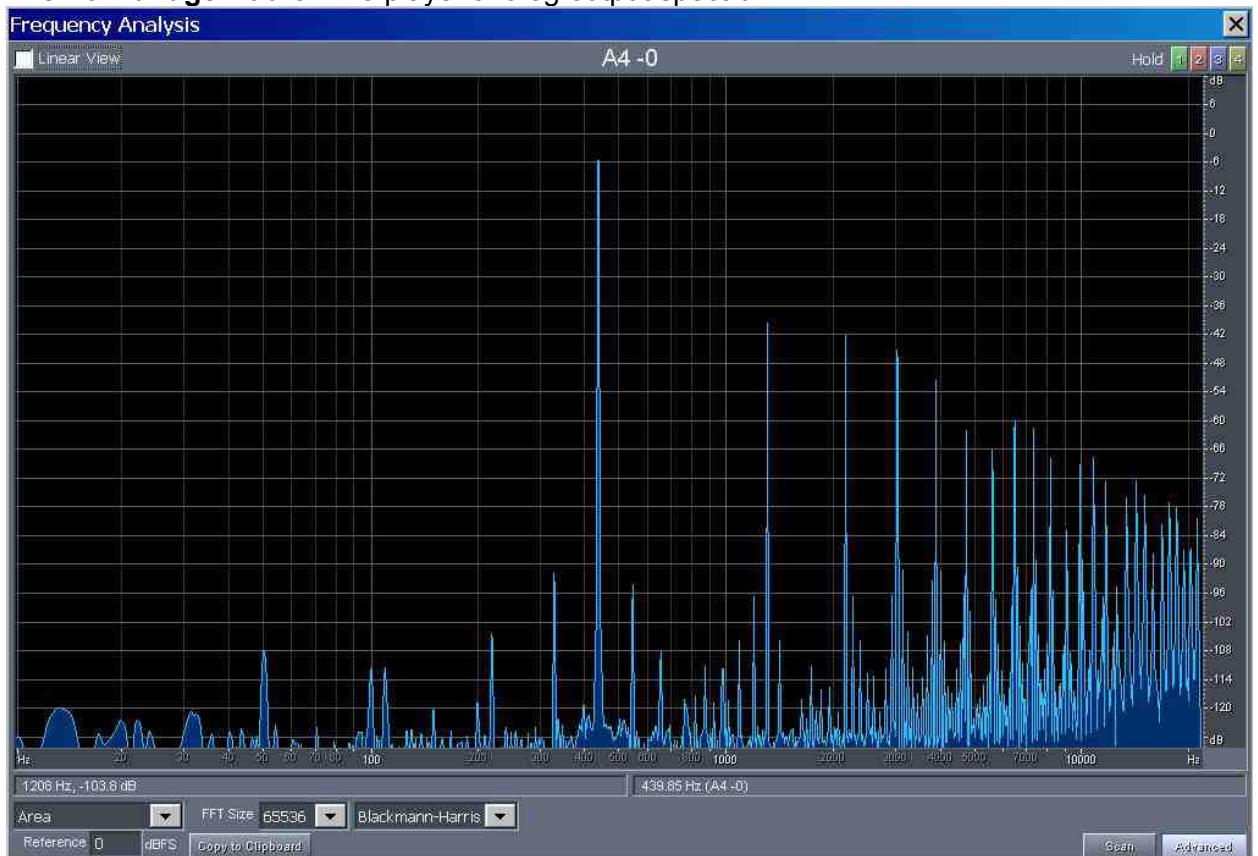 Frequency Analysis
Linear View
A4 -0
Hold 1 2 3 4
dB
-6
-0
-6
-12
-18
-24
-30
-36
-42
-48
-54
-60
-66
-72
-78
-84
-90
-96
-102
-108
-114
-120
dB
Hz 20 30 40 50 60 70 80 100 200 300 400 500 600 800 1000 2000 3000 4000 5000 7000 10000 Hz
1206 Hz, -103.8 dB
439.85 Hz (A4 -0)
Area
FFT Size 65536
Blackmann-Harris
Reference 0 dBFS
Copy to Clipboard
Scan
Advanced